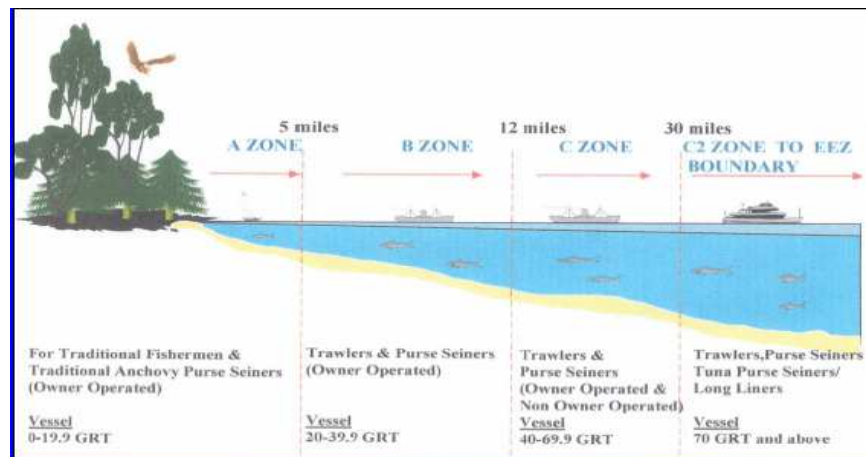 5 miles
12 miles
30 miles
A ZONE
B ZONE
C ZONE
C2 ZONE TO EEZ
BOUNDARY
For Traditional Fishermen &
Traditional Anchovy Purse Seiners
(Owner Operated)
Vessel
0-19.9 GRT
Trawlers & Purse Seiners
(Owner Operated)
Vessel
20-39.9 GRT
Trawlers &
Purse Seiners
(Owner Operated &
Non Owner Operated)
Vessel
40-69.9 GRT
Trawlers,Purse Seiners
Tuna Purse Seiners/
Long Liners
Vessel
70 GRT and above